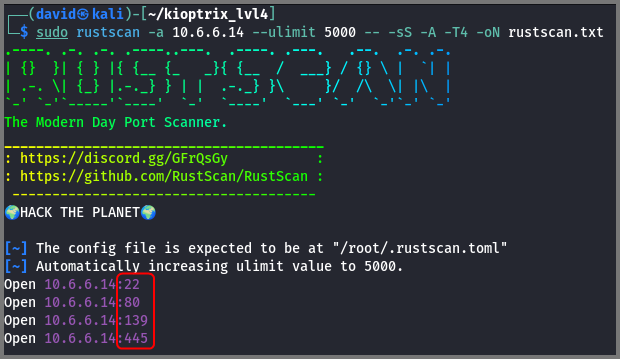 ┌──(david㉿kali)-[~/kioptrix_lvl4]
└─$ sudo rustscan -a 10.6.6.14 --ulimit 5000 -- -sS -A -T4 -oN rustscan.txt
.----. .-. .-. .----..---.  .----. .---.   .--.  .-. .-.
| {}  }| { } |{ {__ {_   _}{ {__  /  ___} / {} \ |  `| |
| .-. \| {_} |.-._} } | |  .-._} }\     }/  /\  \| |\  |
`-' `-'`-----'`----'  `-'  `----'  `---' `-'  `-'`-' `-'
The Modern Day Port Scanner.
________________________________________
: https://discord.gg/GFrQsGy           :
: https://github.com/RustScan/RustScan :
 --------------------------------------
🌍HACK THE PLANET🌍
[~] The config file is expected to be at "/root/.rustscan.toml"
[~] Automatically increasing ulimit value to 5000.
Open 10.6.6.14:22
Open 10.6.6.14:80
Open 10.6.6.14:139
Open 10.6.6.14:445